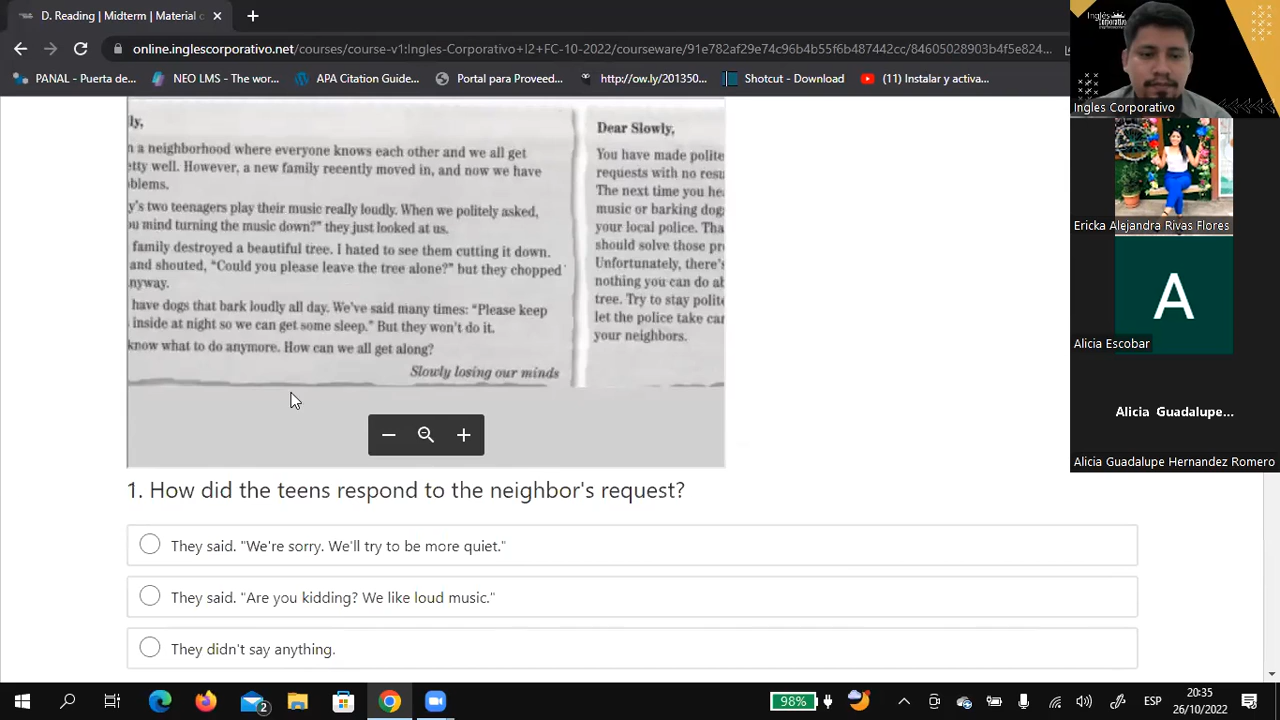 D. Reading | Midterm | Material
online.inglescorporativo.net/courses/course-v1:Ingles-Corporativo+I2+FC-10-2022/courseware/91e782af29e74c96b4b55f6b487442cc/84605028903b4f5e824...
PANAL - Puerta de...
NEO LMS - The wor...
APA Citation Guide...
Portal para Proveed...
http://ow.ly/201350...
Shotcut - Download
(11) Instalar y activa...
ly,
n a neighborhood where everyone knows each other and we all get
etty well. However, a new family recently moved in, and now we have
oblems.
y's two teenagers play their music really loudly. When we politely asked,
ou mind turning the music down?" they just looked at us.
family destroyed a beautiful tree. I hated to see them cutting it down.
and shouted, "Could you please leave the tree alone?" but they chopped
nyway.
have dogs that bark loudly all day. We've said many times: "Please keep
inside at night so we can get some sleep." But they won't do it.
know what to do anymore. How can we all get along?
Slowly losing our minds
Dear Slowly,
You have made polite
requests with no resu
The next time you he
music or barking dog
your local police. Tha
should solve those pr
Unfortunately, there's
nothing you can do ab
tree. Try to stay polit
let the police take car
your neighbors.
1. How did the teens respond to the neighbor's request?
They said. "We're sorry. We'll try to be more quiet."
They said. "Are you kidding? We like loud music."
They didn't say anything.
Inglés
Corporativo
Ingles Corporativo
Ericka Alejandra Rivas Flores
A
Alicia Escobar
Alicia Guadalupe...
Alicia Guadalupe Hernandez Romero
2
98%
ESP
20:35
26/10/2022